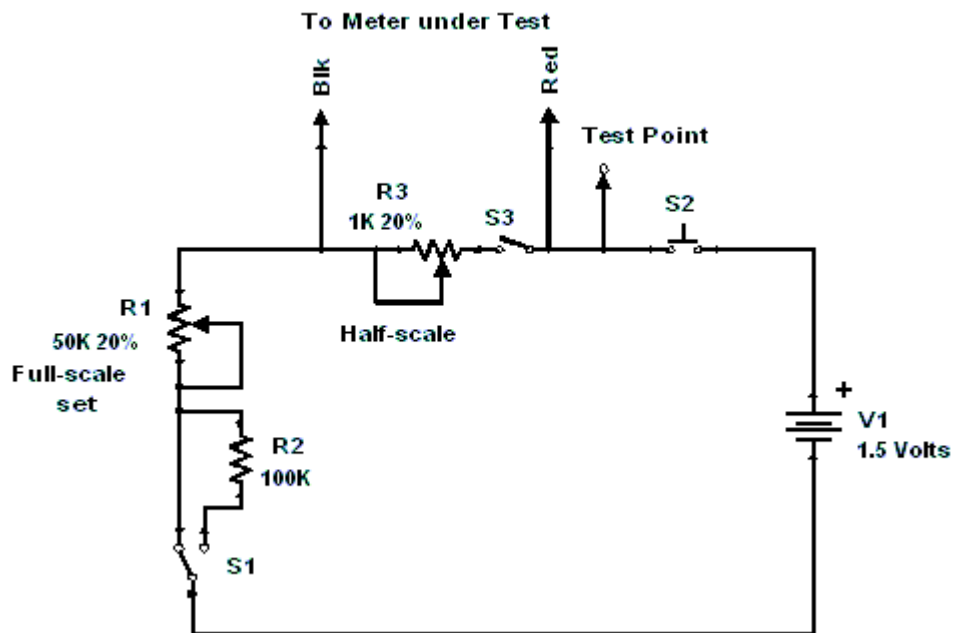 To Meter under Test
Blk
Red
Test Point
R3
1K 20%
S3
S2
R1
50K 20%
Full-scale
set
Half-scale
+
V1
1.5 Volts
R2
100K
S1